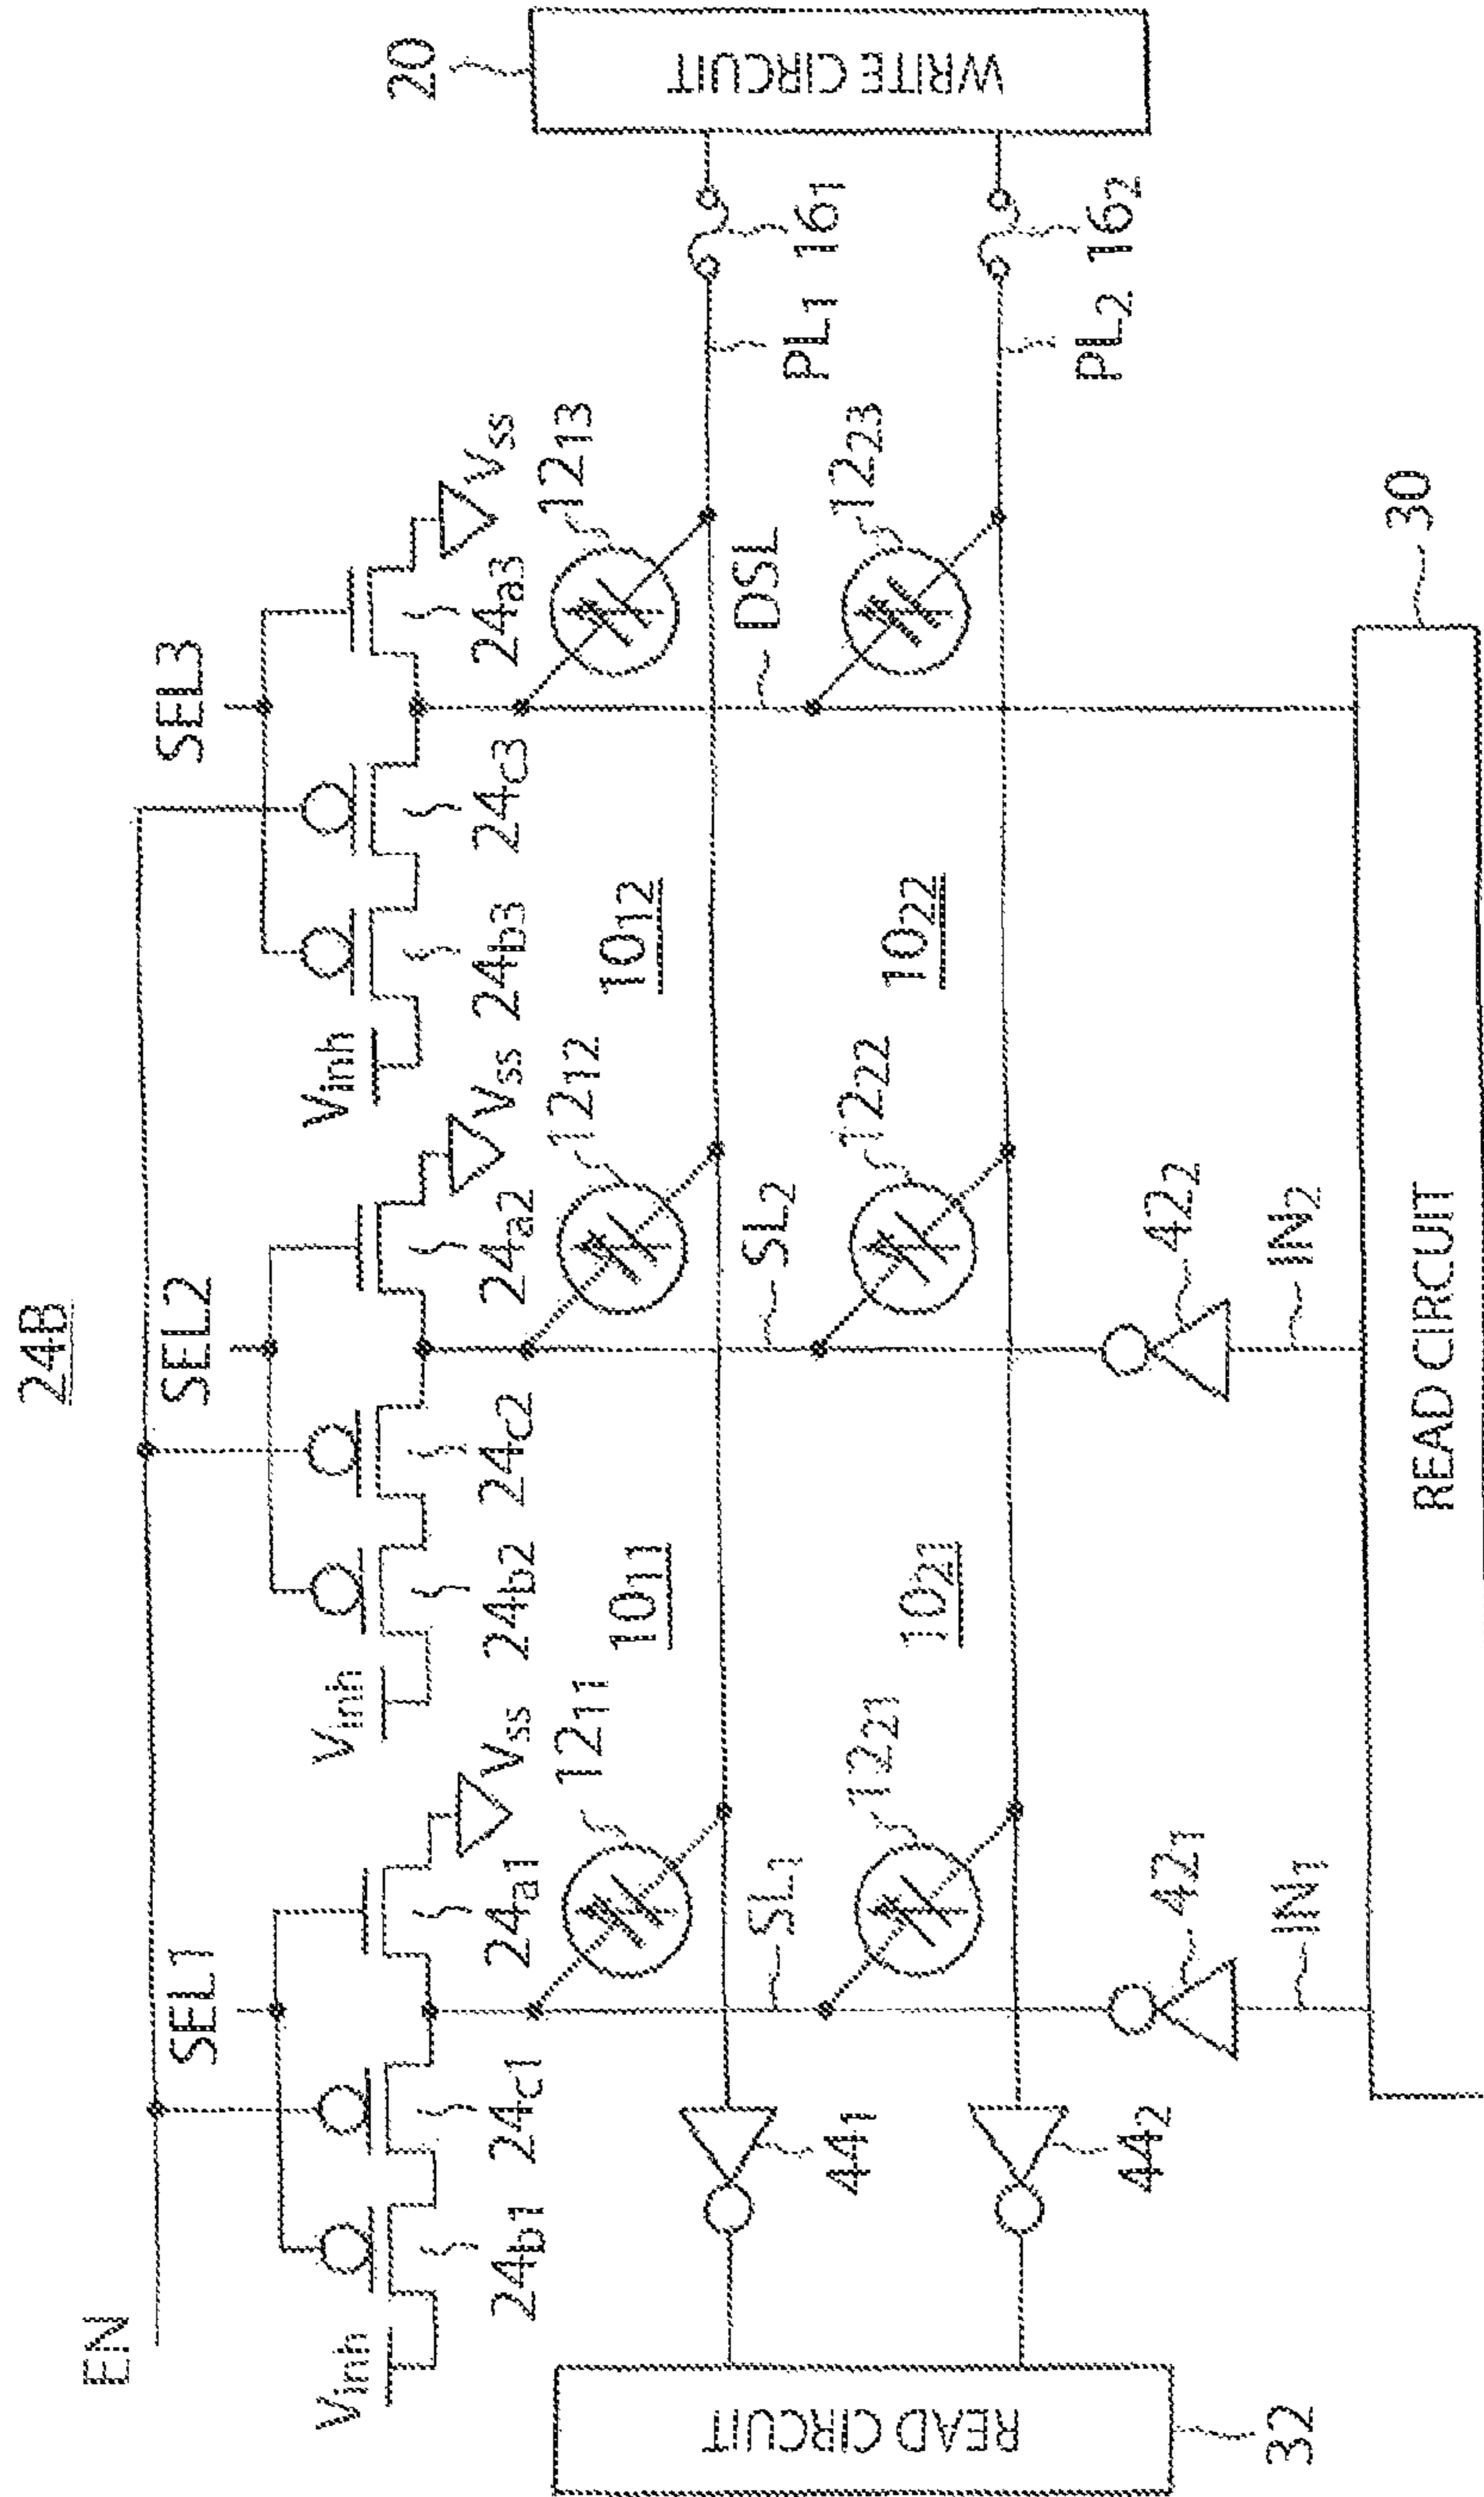 24B
EN
SEL1
SEL2
SEL3
Vinh
24b1
24c1
24a1
Vss
Vinh
24b2
24c2
24a2
Vss
Vinh
24b3
24c3
24a3
Vss
12₁₁
10₁₁
12₁₂
10₁₂
12₁₃
20
WRITE CIRCUIT
SL₁
SL₂
DSL
PL₁
16₁
12₂₁
10₂₁
12₂₂
10₂₂
12₂₃
44₁
PL₂
16₂
READ CIRCUIT
32
44₂
42₁
42₂
IN₁
IN₂
READ CIRCUIT
30